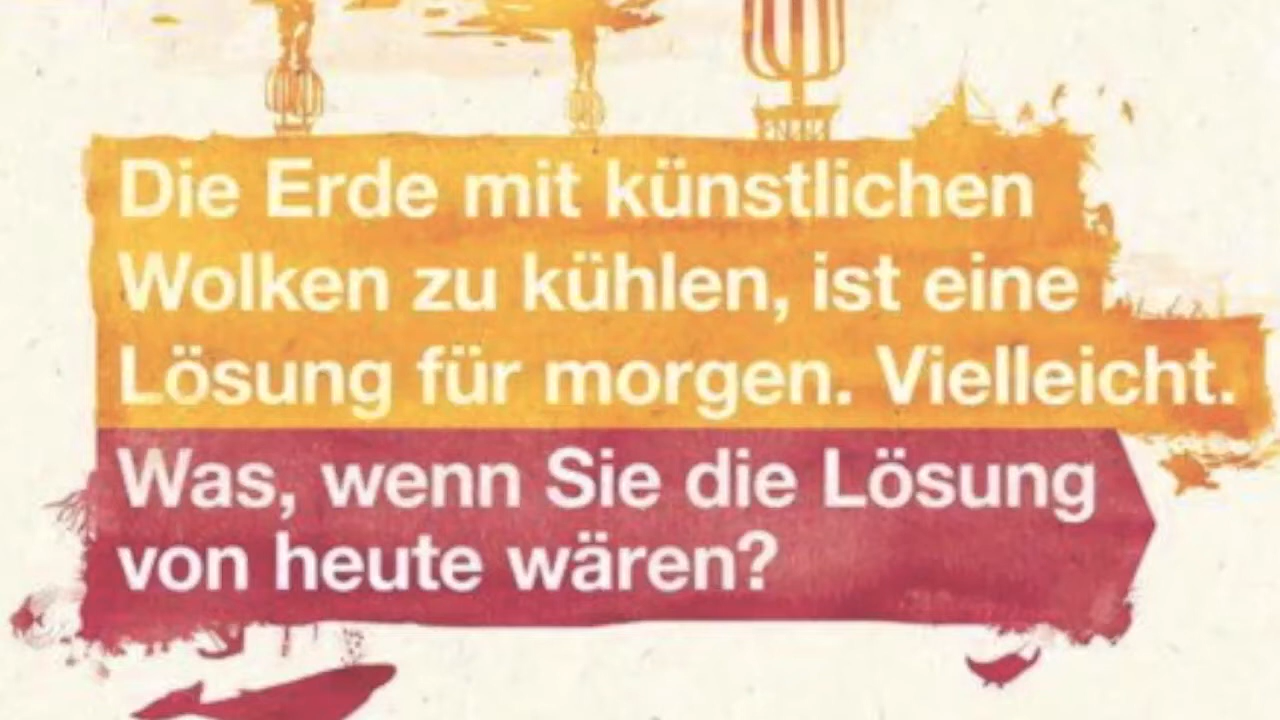 Die Erde mit künstlichen
Wolken zu kühlen, ist eine
Lösung für morgen. Vielleicht.
Was, wenn Sie die Lösung
von heute wären?